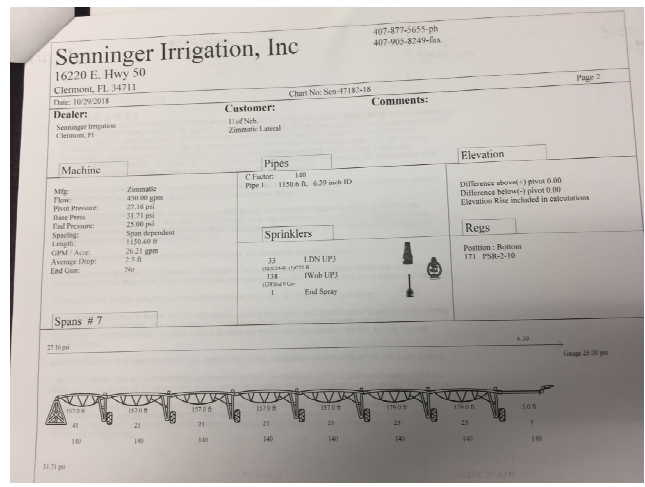 407-877-5655-ph
407-905-8249-fax
Senninger Irrigation, Inc
16220 E. Hwy 50
Clermont, FL 34711
Page 2
Date: 10/29/2018
Chart No: Sen-47182-18
Dealer:
Customer:
Comments:
Senninger Irrigation
Clermont, Fl
U of Neb.
Zimmatic Lateral
Machine
Pipes
Elevation
Mfg: Zimmatic
Flow: 450.00 gpm
Pivot Pressure: 27.16 psi
Base Press 31.71 psi
End Pressure: 25.00 psi
Spacing: Span dependent
Length: 1150.60 ft
GPM / Acre: 26.21 gpm
Average Drop: 2.5 ft
End Gun: No
C Factor: 140
Pipe 1: 1150.6 ft, 6.39 inch ID
Difference above(+) pivot 0.00
Difference below(-) pivot 0.00
Elevation Rise included in calculations
Sprinklers
33 LDN UP3
138 IWob UP3
1 End Spray
Regs
Position : Bottom
171 PSR-2-10
Spans # 7
27.16 psi
6.39
Gauge 25.00 psi
157.0 ft 157.0 ft 157.0 ft 157.0 ft 157.0 ft 179.0 ft 179.0 ft
41 21 21 21 21 23 23
140 140 140 140 140 140 140 140
31.71 psi